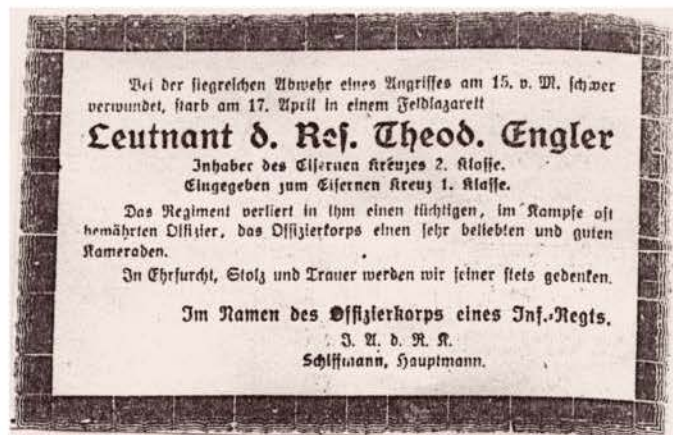 Bei der siegreichen Abwehr eines Angriffes am 15. v. M. schwer
verwundet, starb am 17. April in einem Feldlazarett
Leutnant d. Res. Theod. Engler
Inhaber des Eisernen Kreuzes 2. Klasse.
Eingegeben zum Eisernen Kreuz 1. Klasse.
Das Regiment verliert in ihm einen tüchtigen, im Kampfe oft
bewährten Offizier, das Offizierkorps einen sehr beliebten und guten
Kameraden.
In Ehrfurcht, Stolz und Trauer werden wir seiner stets gedenken.
Im Namen des Offizierkorps eines Inf.-Regts.
J. A. d. R. K.
Schiffmann, Hauptmann.